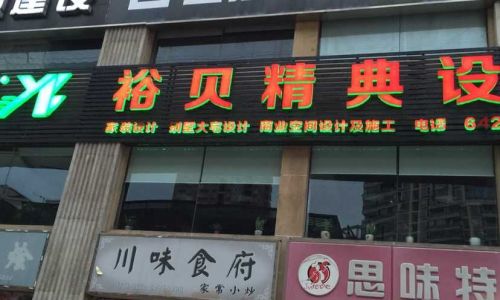 建设
裕贝精典设
家装设计 别墅大宅设计 商业空间设计及施工 电话 642
川味食府
家常小炒
思味特